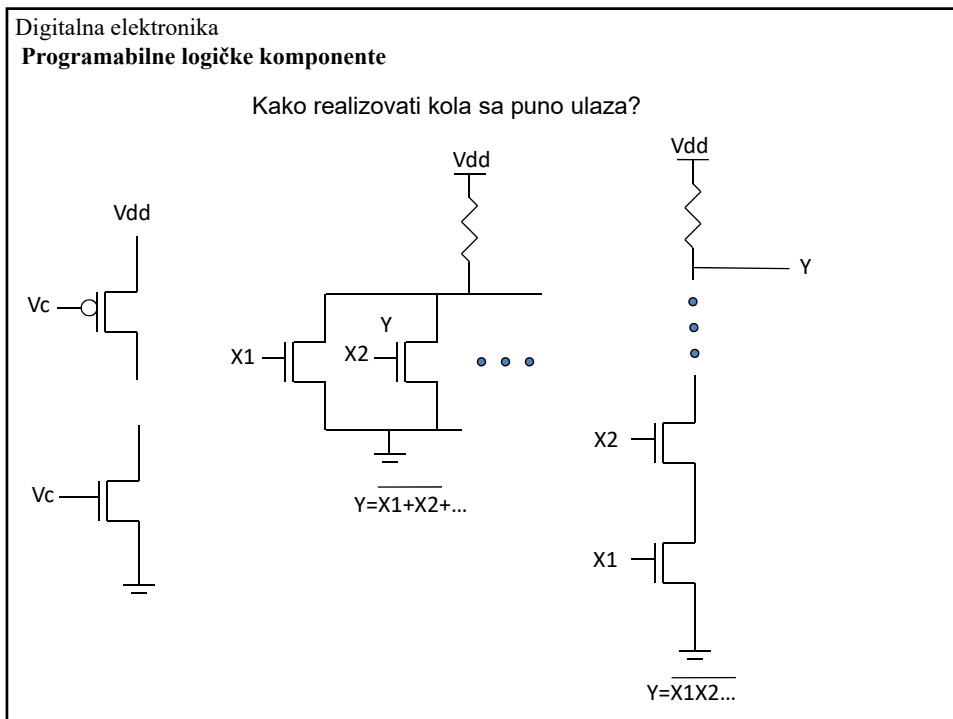 Digitalna elektronika
Programabilne logičke komponente
Kako realizovati kola sa puno ulaza?
Vdd
Vc
Vc
Vdd
X1
Y
X2
Y=X1+X2+...
Vdd
Y
X2
X1
Y=X1X2...